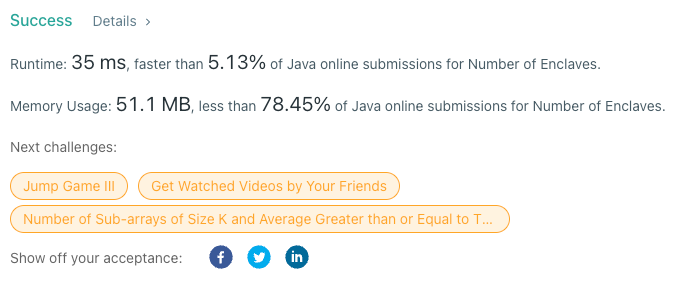 Success Details >
Runtime: 35 ms, faster than 5.13% of Java online submissions for Number of Enclaves.
Memory Usage: 51.1 MB, less than 78.45% of Java online submissions for Number of Enclaves.
Next challenges:
Jump Game III Get Watched Videos by Your Friends
Number of Sub-arrays of Size K and Average Greater than or Equal to T...
Show off your acceptance: